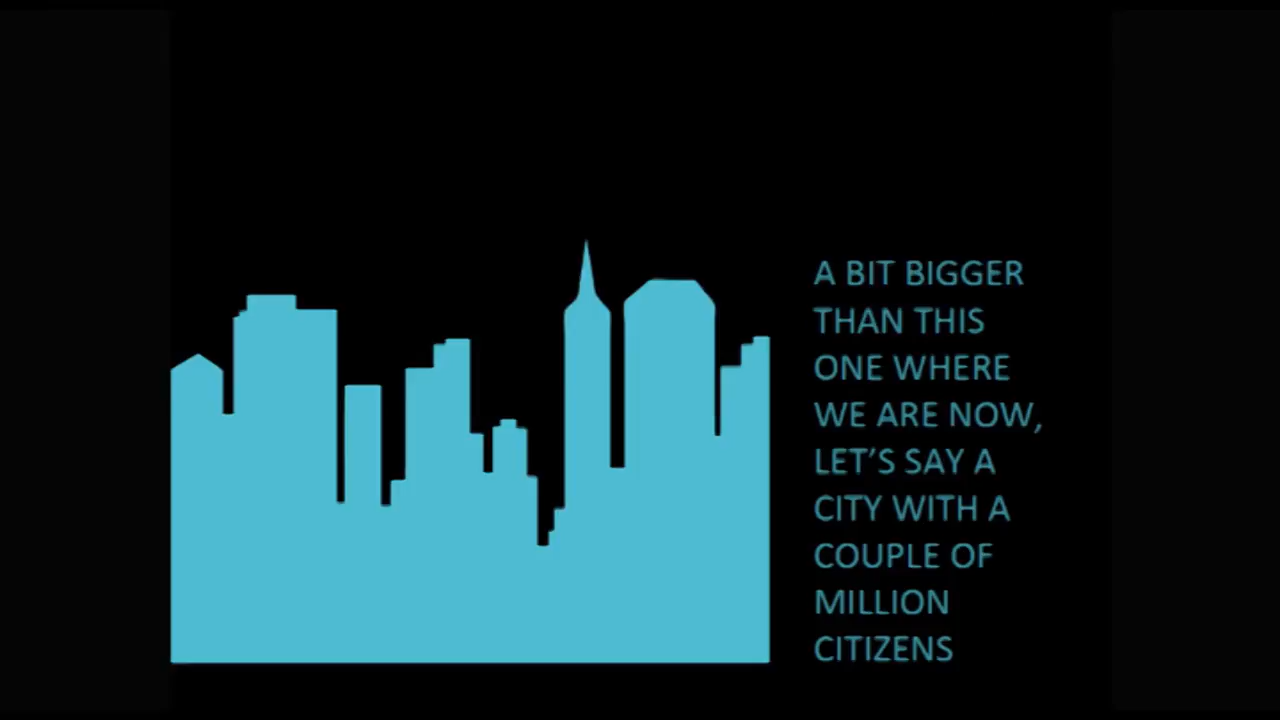 A BIT BIGGER
THAN THIS
ONE WHERE
WE ARE NOW,
LET’S SAY A
CITY WITH A
COUPLE OF
MILLION
CITIZENS